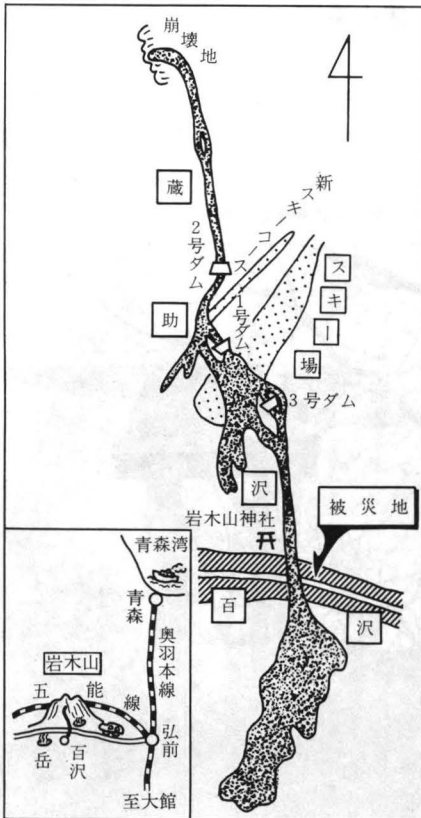 崩壊地
蔵
2号ダム
新スキーコース
助
1号ダム
スキー場
3号ダム
沢
岩木山神社
被災地
百
沢
青森湾
青森
奥羽本線
岩木山
五能線
岳
百沢
弘前
至大館